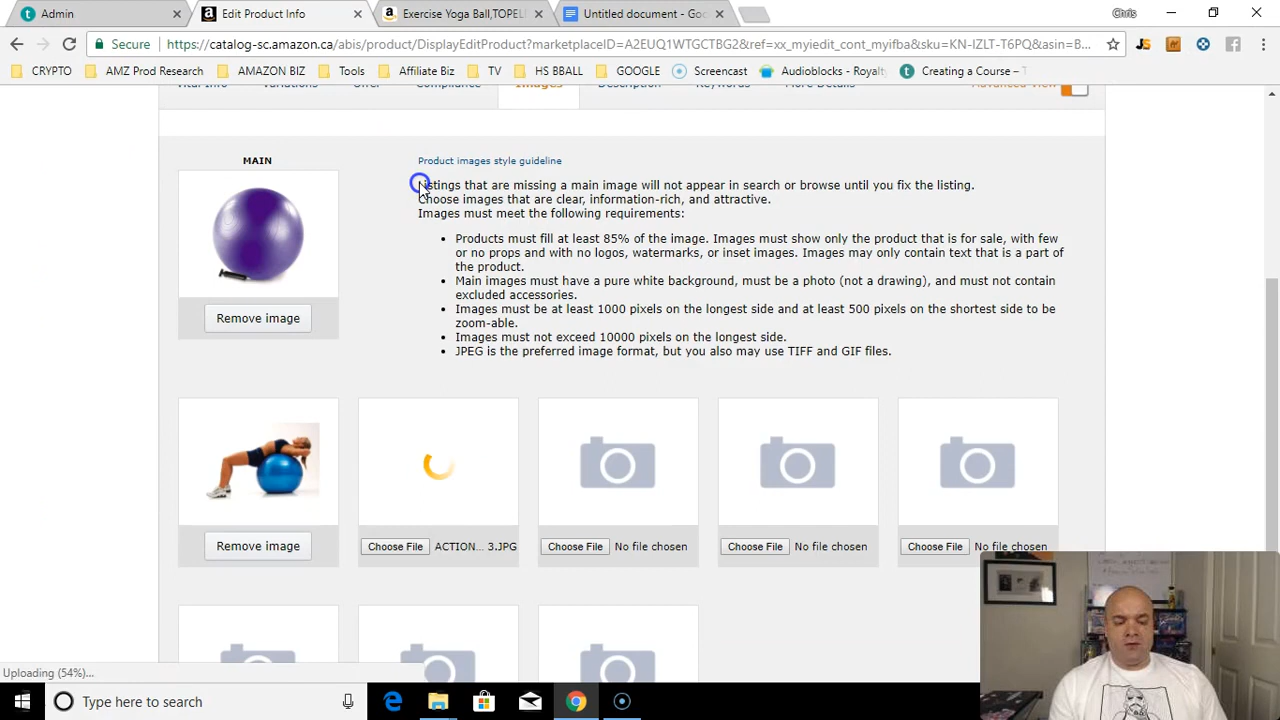 Admin
Edit Product Info
Exercise Yoga Ball,TOPEL
Untitled document - Goo
Chris
Secure
https://catalog-sc.amazon.ca/abis/product/DisplayEditProduct?marketplaceID=A2EUQ1WTGCTBG2&ref=xx_myiedit_cont_myifba&sku=KN-IZLT-T6PQ&asin=B...
CRYPTO
AMZ Prod Research
AMAZON BIZ
Tools
Affiliate Biz
TV
HS BBALL
GOOGLE
Screencast
Audioblocks - Royalty
Creating a Course –
Vital Info
Variations
Offer
Compliance
Images
Description
Keywords
More Details
Advanced View
MAIN
Product images style guideline
Listings that are missing a main image will not appear in search or browse until you fix the listing.
Choose images that are clear, information-rich, and attractive.
Images must meet the following requirements:
• Products must fill at least 85% of the image. Images must show only the product that is for sale, with few
or no props and with no logos, watermarks, or inset images. Images may only contain text that is a part of
the product.
• Main images must have a pure white background, must be a photo (not a drawing), and must not contain
excluded accessories.
• Images must be at least 1000 pixels on the longest side and at least 500 pixels on the shortest side to be
zoom-able.
• Images must not exceed 10000 pixels on the longest side.
• JPEG is the preferred image format, but you also may use TIFF and GIF files.
Remove image
Remove image
Choose File ACTION... 3.JPG
Choose File No file chosen
Choose File No file chosen
Choose File No file chosen
Uploading (54%)...
Type here to search